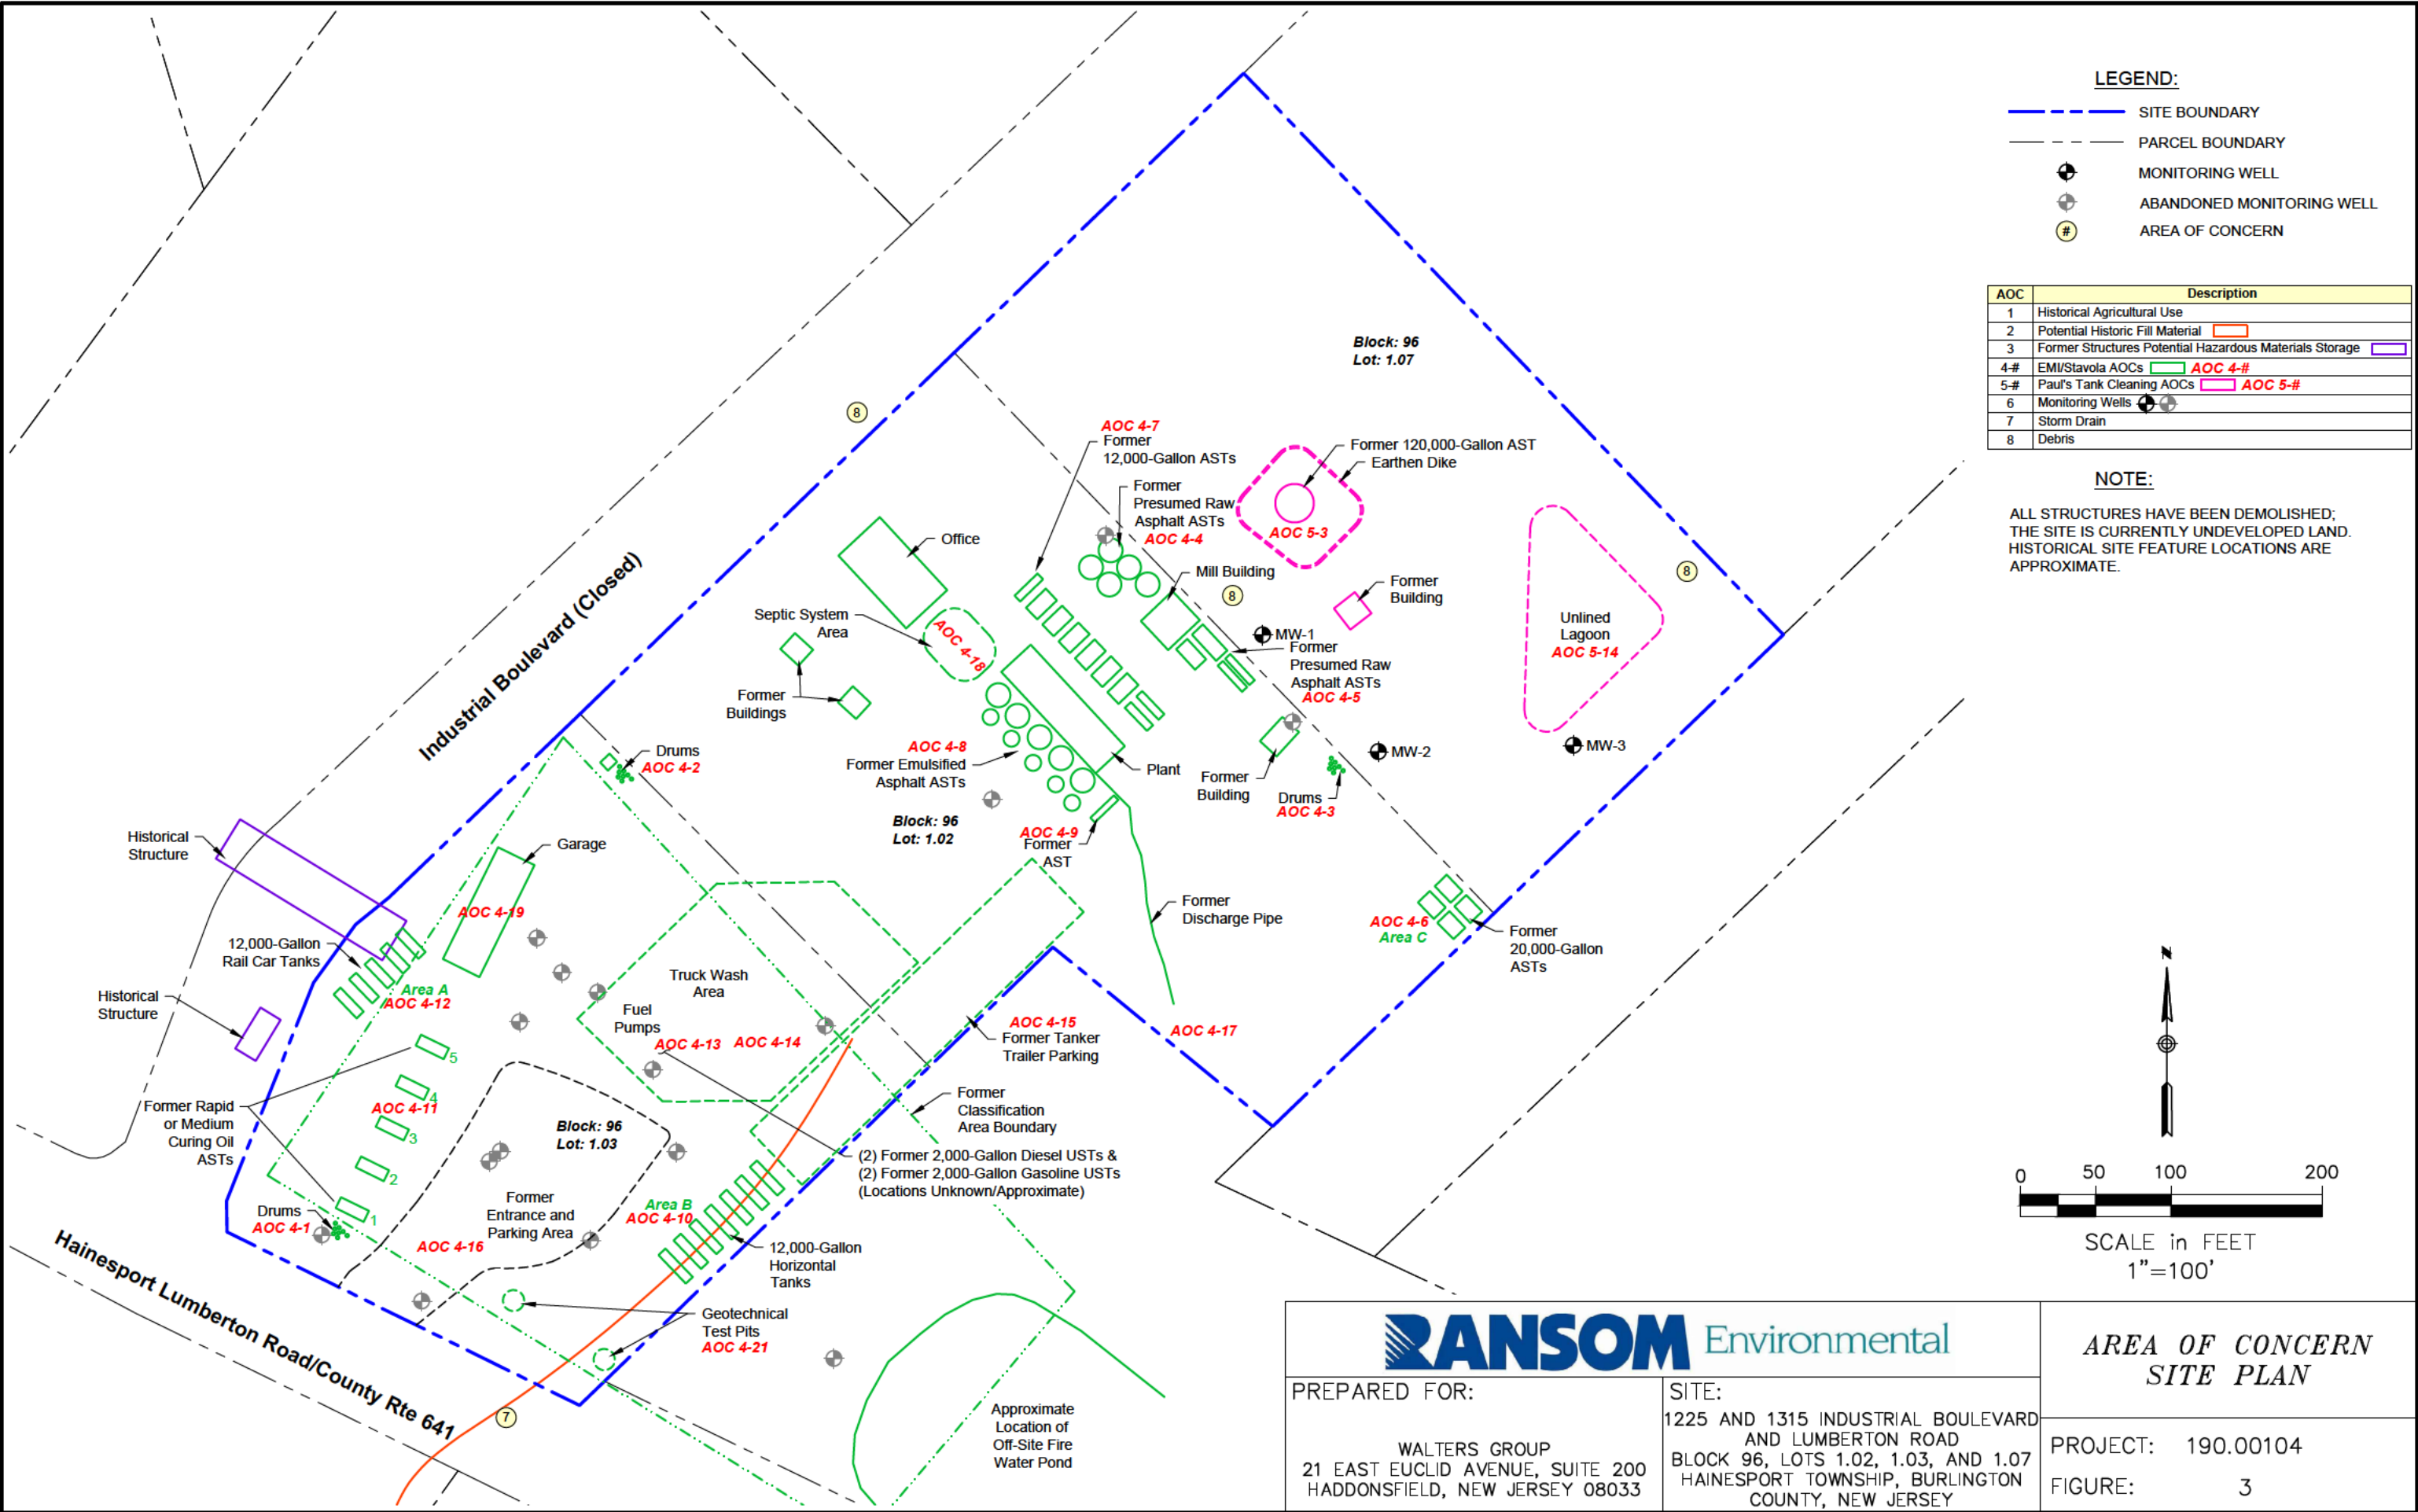 LEGEND:
SITE BOUNDARY
PARCEL BOUNDARY
MONITORING WELL
ABANDONED MONITORING WELL
# AREA OF CONCERN
AOC Description
1 Historical Agricultural Use
2 Potential Historic Fill Material
3 Former Structures Potential Hazardous Materials Storage
4-# EMI/Stavola AOCs AOC 4-#
5-# Paul's Tank Cleaning AOCs AOC 5-#
6 Monitoring Wells
7 Storm Drain
8 Debris
NOTE:
ALL STRUCTURES HAVE BEEN DEMOLISHED;
THE SITE IS CURRENTLY UNDEVELOPED LAND.
HISTORICAL SITE FEATURE LOCATIONS ARE
APPROXIMATE.
Block: 96
Lot: 1.07
8
AOC 4-7
Former
12,000-Gallon ASTs
Former 120,000-Gallon AST
Earthen Dike
AOC 5-3
Former
Presumed Raw
Asphalt ASTs
AOC 4-4
Office
Mill Building
8
Former
Building
8
Unlined
Lagoon
AOC 5-14
Industrial Boulevard (Closed)
Septic System
Area
AOC 4-18
MW-1
Former
Presumed Raw
Asphalt ASTs
AOC 4-5
Former
Buildings
Drums
AOC 4-2
AOC 4-8
Former Emulsified
Asphalt ASTs
Plant
Former
Building
Drums
AOC 4-3
MW-2
MW-3
Block: 96
Lot: 1.02
AOC 4-9
Former
AST
Historical
Structure
Garage
AOC 4-19
Former
Discharge Pipe
AOC 4-6
Area C
Former
20,000-Gallon
ASTs
12,000-Gallon
Rail Car Tanks
Area A
AOC 4-12
Historical
Structure
Truck Wash
Area
Fuel
Pumps
AOC 4-13
AOC 4-14
AOC 4-15
Former Tanker
Trailer Parking
AOC 4-17
5
4
3
2
1
AOC 4-11
Former Rapid
or Medium
Curing Oil
ASTs
Block: 96
Lot: 1.03
Former
Classification
Area Boundary
(2) Former 2,000-Gallon Diesel USTs &
(2) Former 2,000-Gallon Gasoline USTs
(Locations Unknown/Approximate)
Drums
AOC 4-1
Former
Entrance and
Parking Area
AOC 4-16
Area B
AOC 4-10
12,000-Gallon
Horizontal
Tanks
Geotechnical
Test Pits
AOC 4-21
Hainesport Lumberton Road/County Rte 641
7
Approximate
Location of
Off-Site Fire
Water Pond
N
0 50 100 200
SCALE in FEET
1"=100'
RANSOM Environmental
PREPARED FOR:
WALTERS GROUP
21 EAST EUCLID AVENUE, SUITE 200
HADDONSFIELD, NEW JERSEY 08033
SITE:
1225 AND 1315 INDUSTRIAL BOULEVARD
AND LUMBERTON ROAD
BLOCK 96, LOTS 1.02, 1.03, AND 1.07
HAINESPORT TOWNSHIP, BURLINGTON
COUNTY, NEW JERSEY
AREA OF CONCERN
SITE PLAN
PROJECT: 190.00104
FIGURE: 3